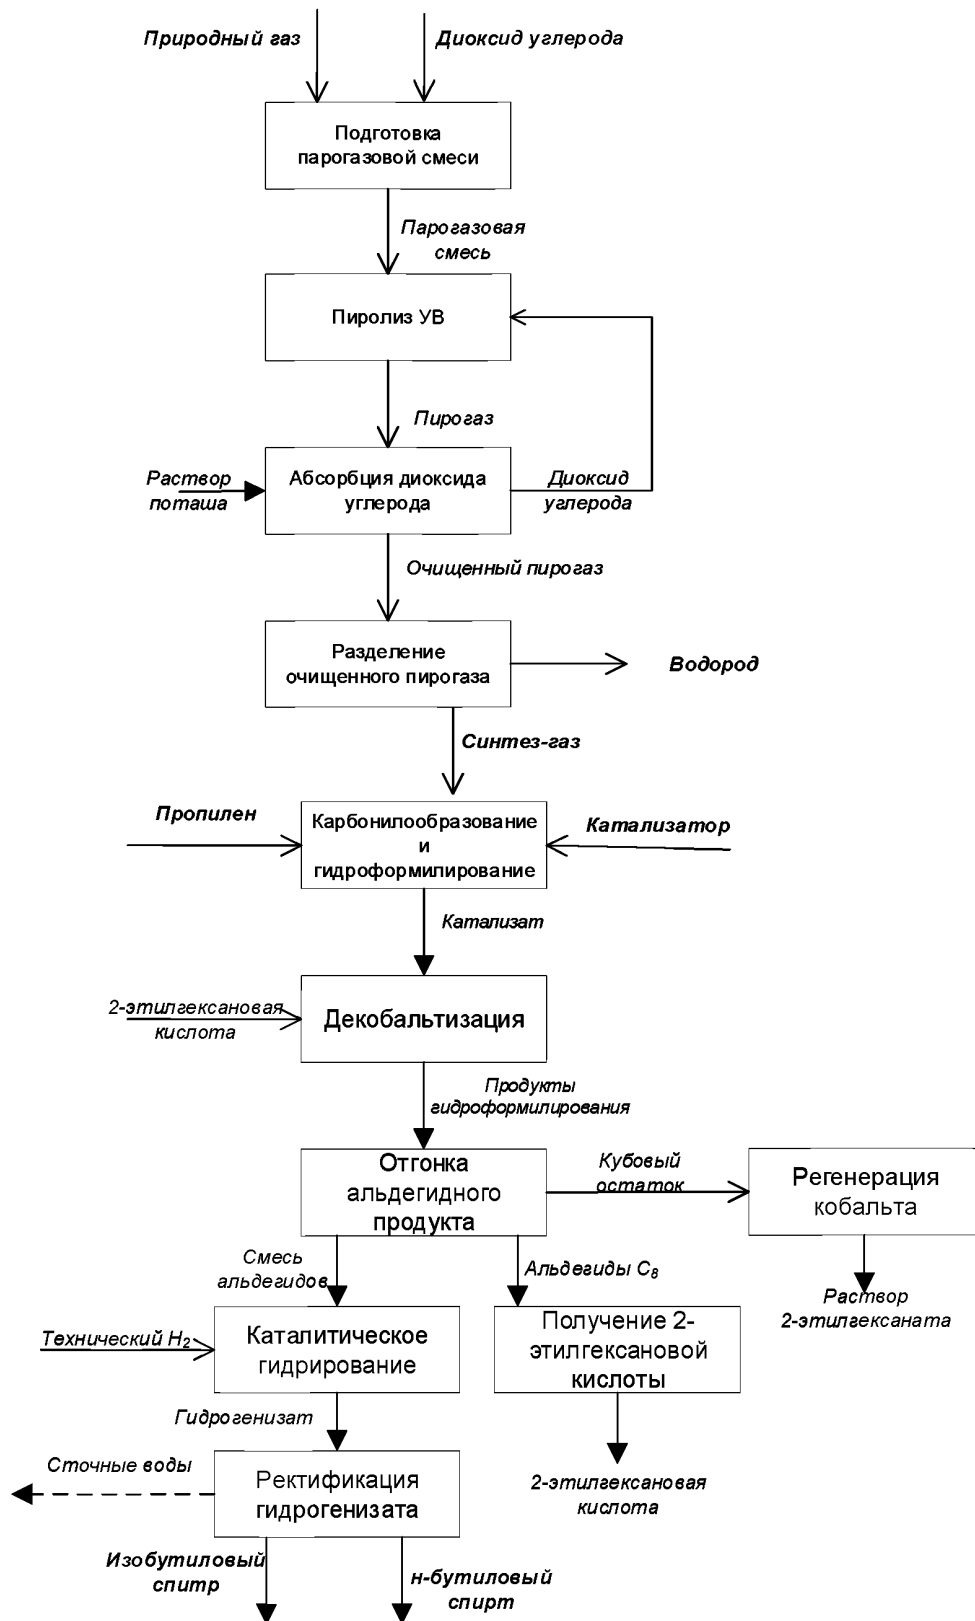 Природный газ
Диоксид углерода
Подготовка
парогазовой смеси
Парогазовая
смесь
Пиролиз УВ
Пирогаз
Раствор
поташа
Абсорбция диоксида
углерода
Диоксид
углерода
Очищенный пирогаз
Разделение
очищенного пирогаза
Водород
Синтез-газ
Пропилен
Карбонилообразование
и
гидроформилирование
Катализатор
Катализат
2-этилгексановая
кислота
Декобальтизация
Продукты
гидроформилирования
Отгонка
альдегидного
продукта
Кубовый
остаток
Регенерация
кобальта
Смесь
альдегидов
Альдегиды С8
Раствор
2-этилгексаната
Технический Н2
Каталитическое
гидрирование
Получение 2-
этилгексановой
кислоты
Гидрогенизат
Сточные воды
Ректификация
гидрогенизата
2-этилгексановая
кислота
Изобутиловый
спитр
н-бутиловый
спирт